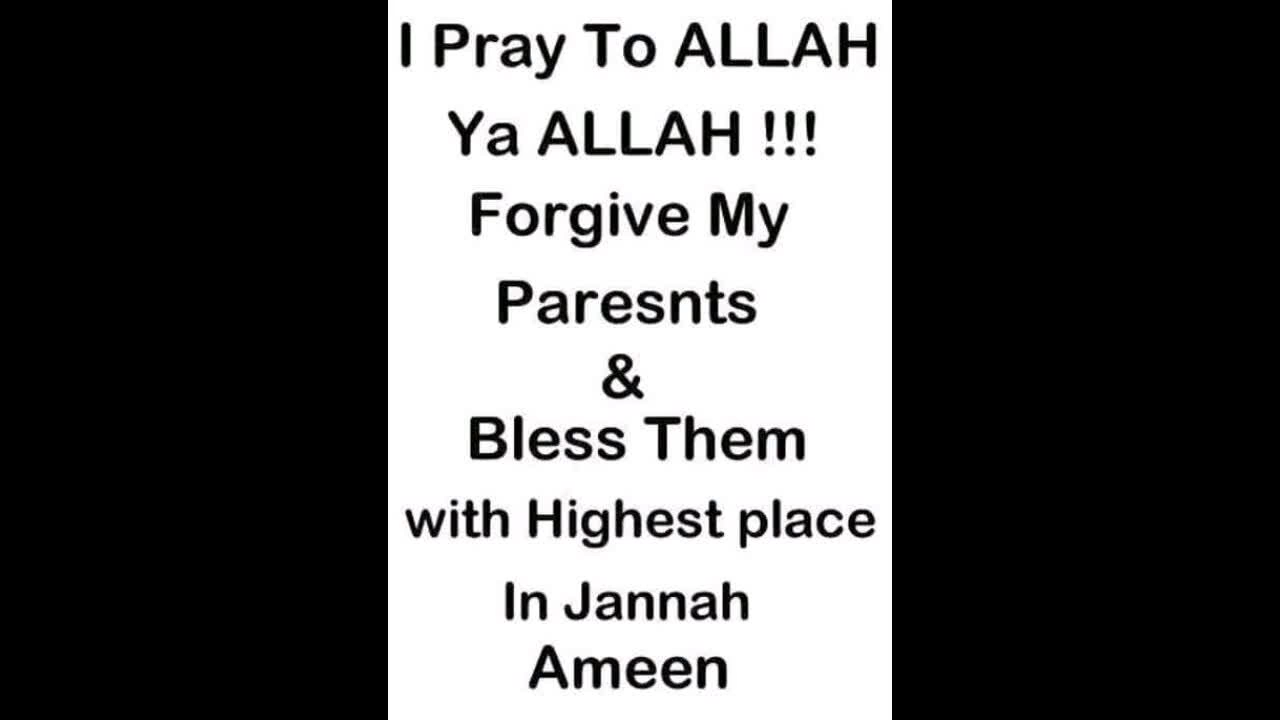 I Pray To ALLAH
Ya ALLAH !!!
Forgive My
Paresnts
&
Bless Them
with Highest place
In Jannah
Ameen